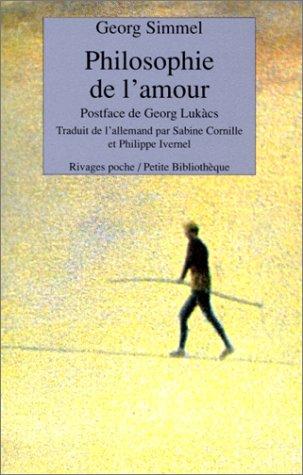 Georg Simmel
Philosophie
de l'amour
Postface de Georg Lukàcs
Traduit de l'allemand par Sabine Cornille
et Philippe Ivernel
Rivages poche / Petite Bibliothèque